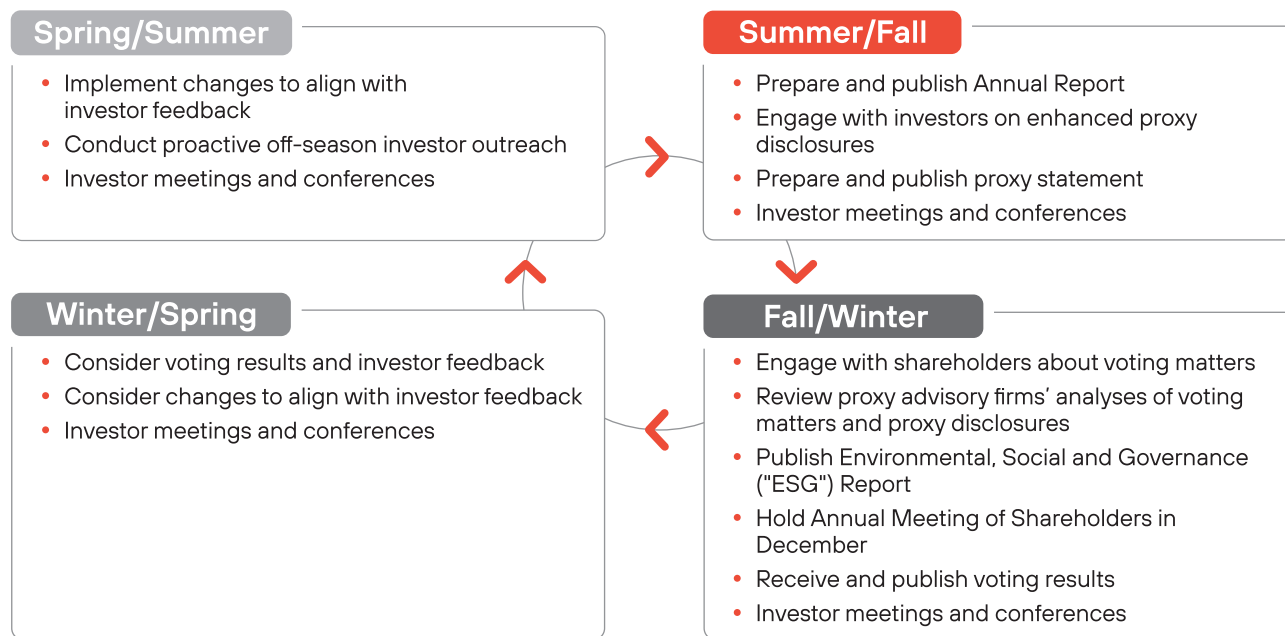 Spring/Summer
• Implement changes to align with
investor feedback
• Conduct proactive off-season investor outreach
• Investor meetings and conferences
Summer/Fall
• Prepare and publish Annual Report
• Engage with investors on enhanced proxy
disclosures
• Prepare and publish proxy statement
• Investor meetings and conferences
Winter/Spring
• Consider voting results and investor feedback
• Consider changes to align with investor feedback
• Investor meetings and conferences
Fall/Winter
• Engage with shareholders about voting matters
• Review proxy advisory firms’ analyses of voting
matters and proxy disclosures
• Publish Environmental, Social and Governance
("ESG") Report
• Hold Annual Meeting of Shareholders in
December
• Receive and publish voting results
• Investor meetings and conferences